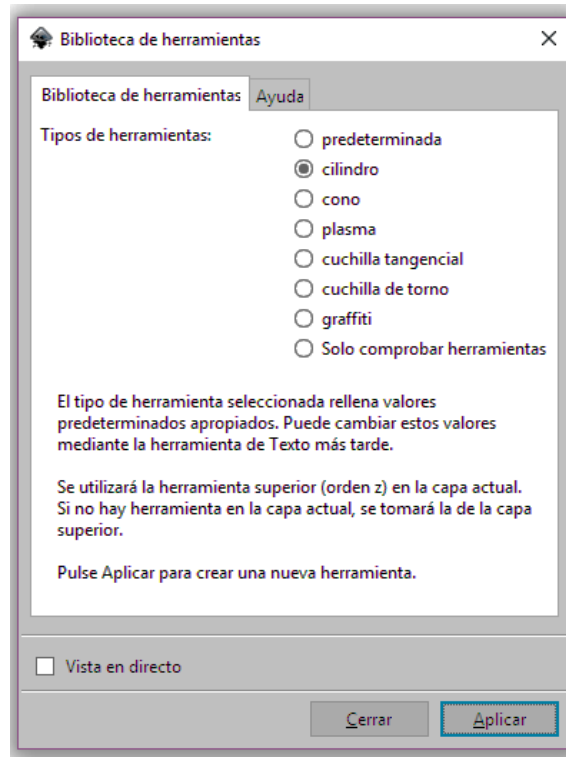 Biblioteca de herramientas
Biblioteca de herramientas Ayuda
Tipos de herramientas:
predeterminada
cilindro
cono
plasma
cuchilla tangencial
cuchilla de torno
graffiti
Solo comprobar herramientas
El tipo de herramienta seleccionada rellena valores
predeterminados apropiados. Puede cambiar estos valores
mediante la herramienta de Texto más tarde.
Se utilizará la herramienta superior (orden z) en la capa actual.
Si no hay herramienta en la capa actual, se tomará la de la capa
superior.
Pulse Aplicar para crear una nueva herramienta.
Vista en directo
Cerrar Aplicar